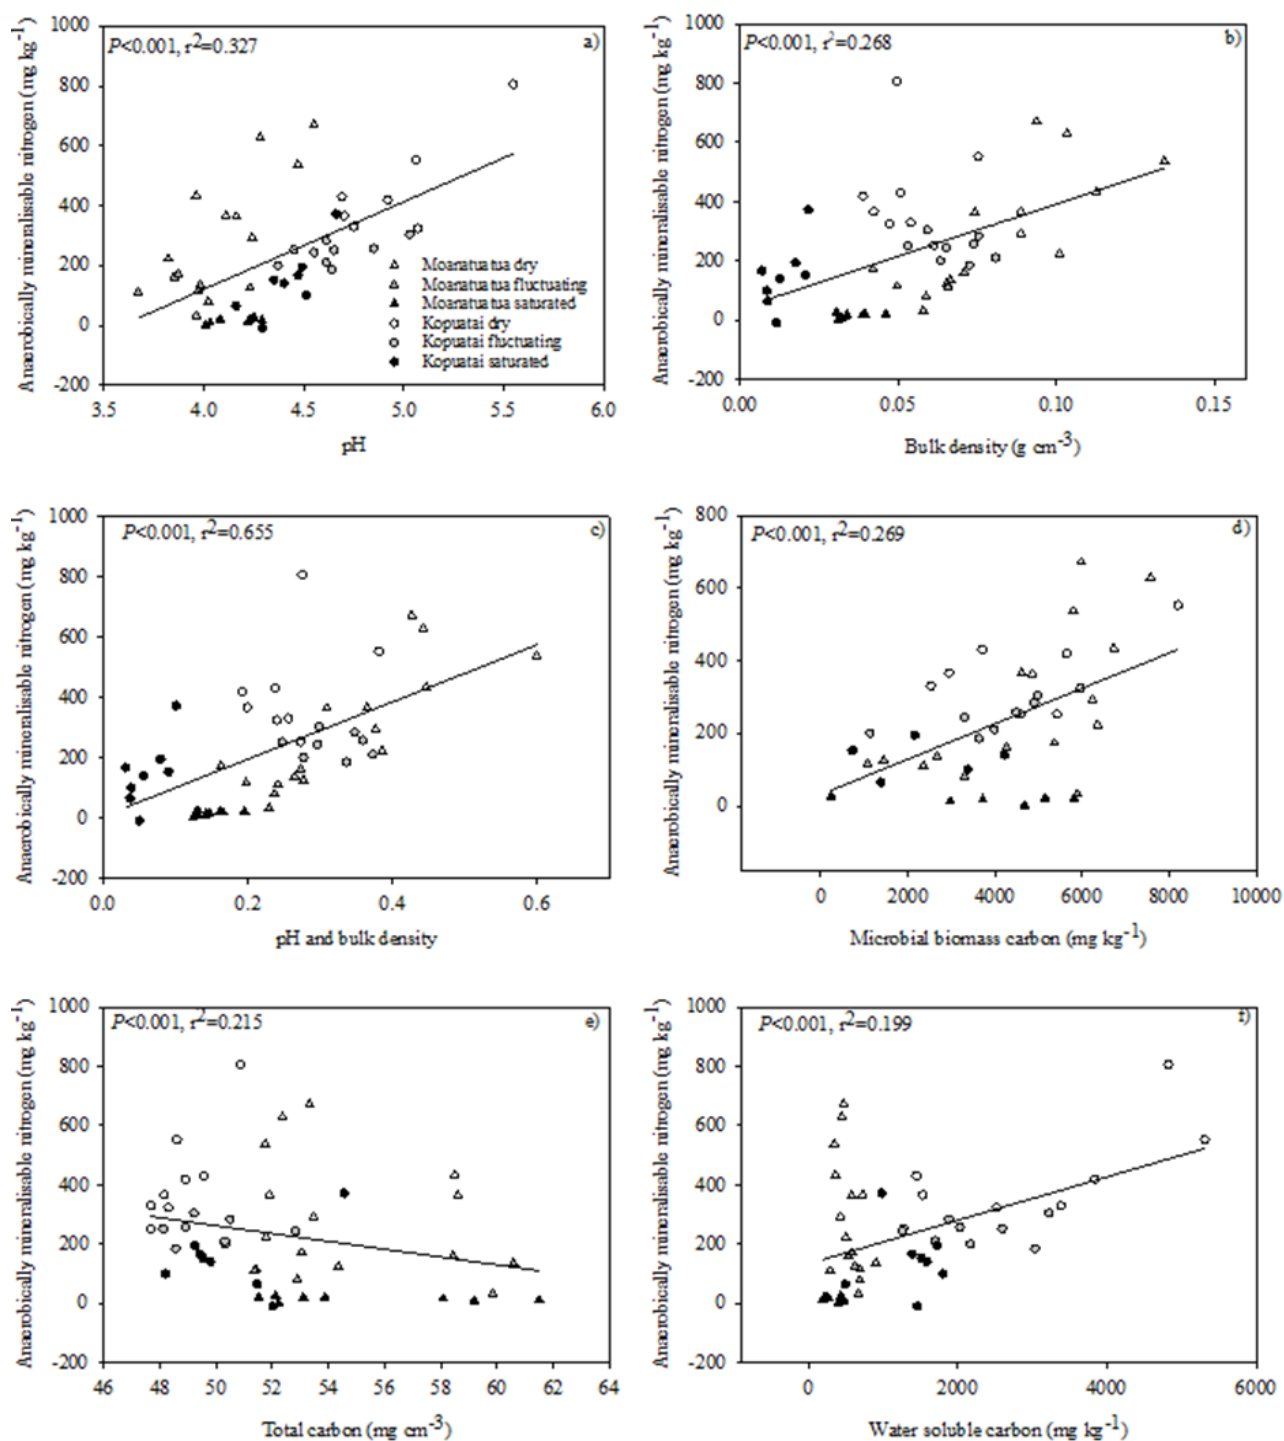 P<0.001, r2=0.327
a)
Anaerobically mineralisable nitrogen (mg kg-1)
1000
800
600
400
200
0
-200
Moanatuatua dry
Moanatuatua fluctuating
Moanatuatua saturated
Kopuatai dry
Kopuatai fluctuating
Kopuatai saturated
3.5 4.0 4.5 5.0 5.5 6.0
pH
P<0.001, r2=0.268
b)
Anaerobically mineralisable nitrogen (mg kg-1)
1000
800
600
400
200
0
-200
0.00 0.05 0.10 0.15
Bulk density (g cm-3)
P<0.001, r2=0.655
c)
Anaerobically mineralisable nitrogen (mg kg-1)
1000
800
600
400
200
0
-200
0.0 0.2 0.4 0.6
pH and bulk density
P<0.001, r2=0.269
d)
Anaerobically mineralisable nitrogen (mg kg-1)
800
600
400
200
0
0 2000 4000 6000 8000 10000
Microbial biomass carbon (mg kg-1)
P<0.001, r2=0.215
e)
Anaerobically mineralisable nitrogen (mg kg-1)
1000
800
600
400
200
0
-200
46 48 50 52 54 56 58 60 62 64
Total carbon (mg cm-3)
P<0.001, r2=0.199
f)
Anaerobically mineralisable nitrogen (mg kg-1)
1000
800
600
400
200
0
-200
0 2000 4000 6000
Water soluble carbon (mg kg-1)